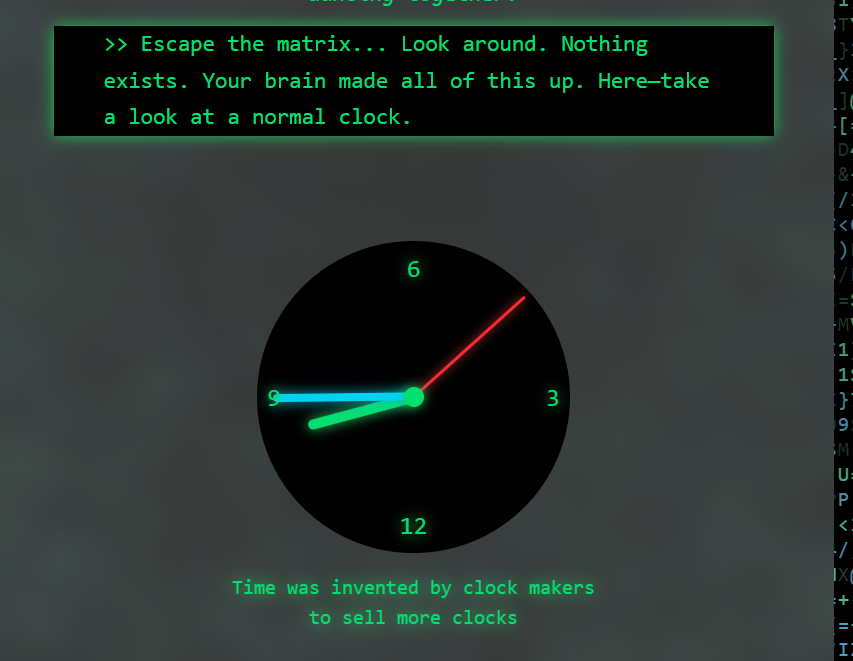 >> Escape the matrix... Look around. Nothing
exists. Your brain made all of this up. Here—take
a look at a normal clock.
6
9
3
12
Time was invented by clock makers
to sell more clocks